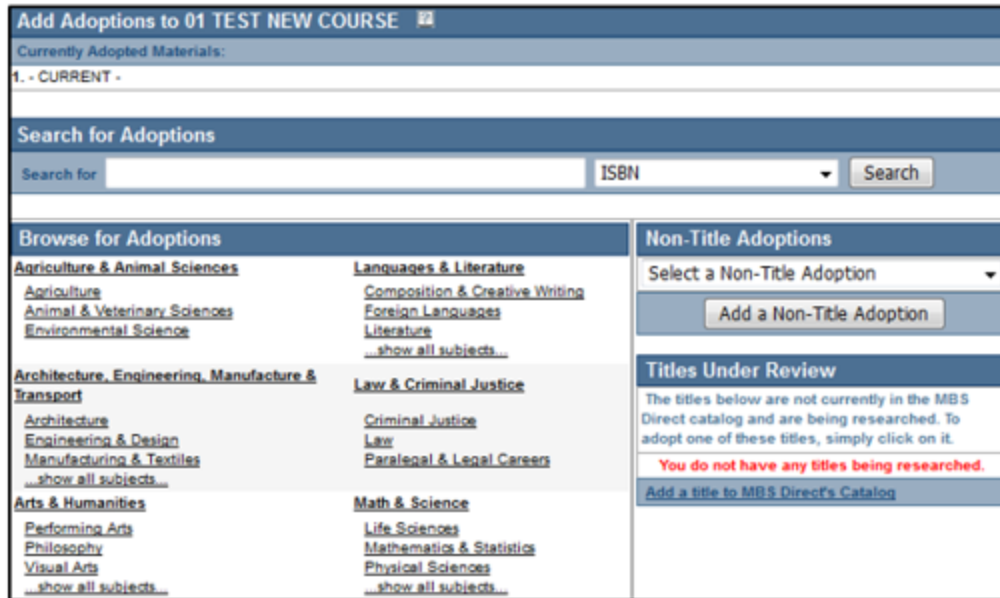 Add Adoptions to 01 TEST NEW COURSE ?
Currently Adopted Materials:
1. - CURRENT -
Search for Adoptions
Search for
ISBN
Search
Browse for Adoptions
Agriculture & Animal Sciences
Agriculture
Animal & Veterinary Sciences
Environmental Science
Languages & Literature
Composition & Creative Writing
Foreign Languages
Literature
...show all subjects...
Architecture, Engineering, Manufacture &
Transport
Architecture
Engineering & Design
Manufacturing & Textiles
...show all subjects...
Law & Criminal Justice
Criminal Justice
Law
Paralegal & Legal Careers
Arts & Humanities
Performing Arts
Philosophy
Visual Arts
...show all subjects...
Math & Science
Life Sciences
Mathematics & Statistics
Physical Sciences
...show all subjects...
Non-Title Adoptions
Select a Non-Title Adoption
Add a Non-Title Adoption
Titles Under Review
The titles below are not currently in the MBS
Direct catalog and are being researched. To
adopt one of these titles, simply click on it.
You do not have any titles being researched.
Add a title to MBS Direct's Catalog